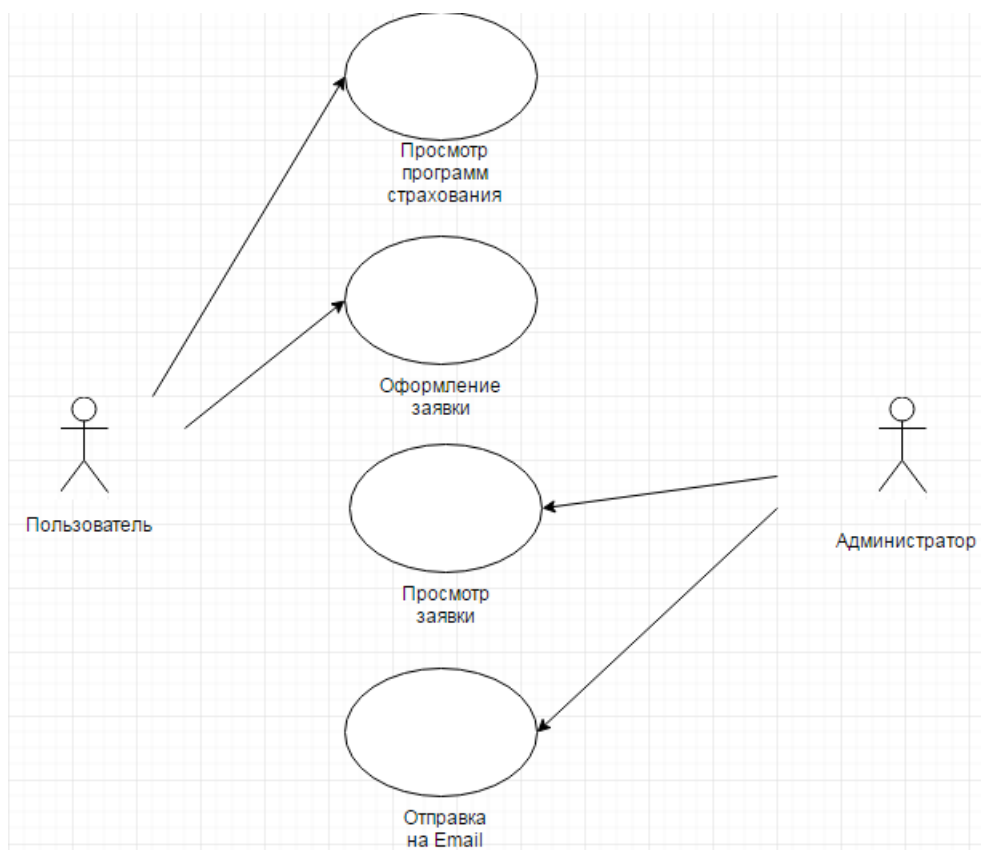 Просмотр
программ
страхования
Оформление
заявки
Пользователь
Администратор
Просмотр
заявки
Отправка
на Email